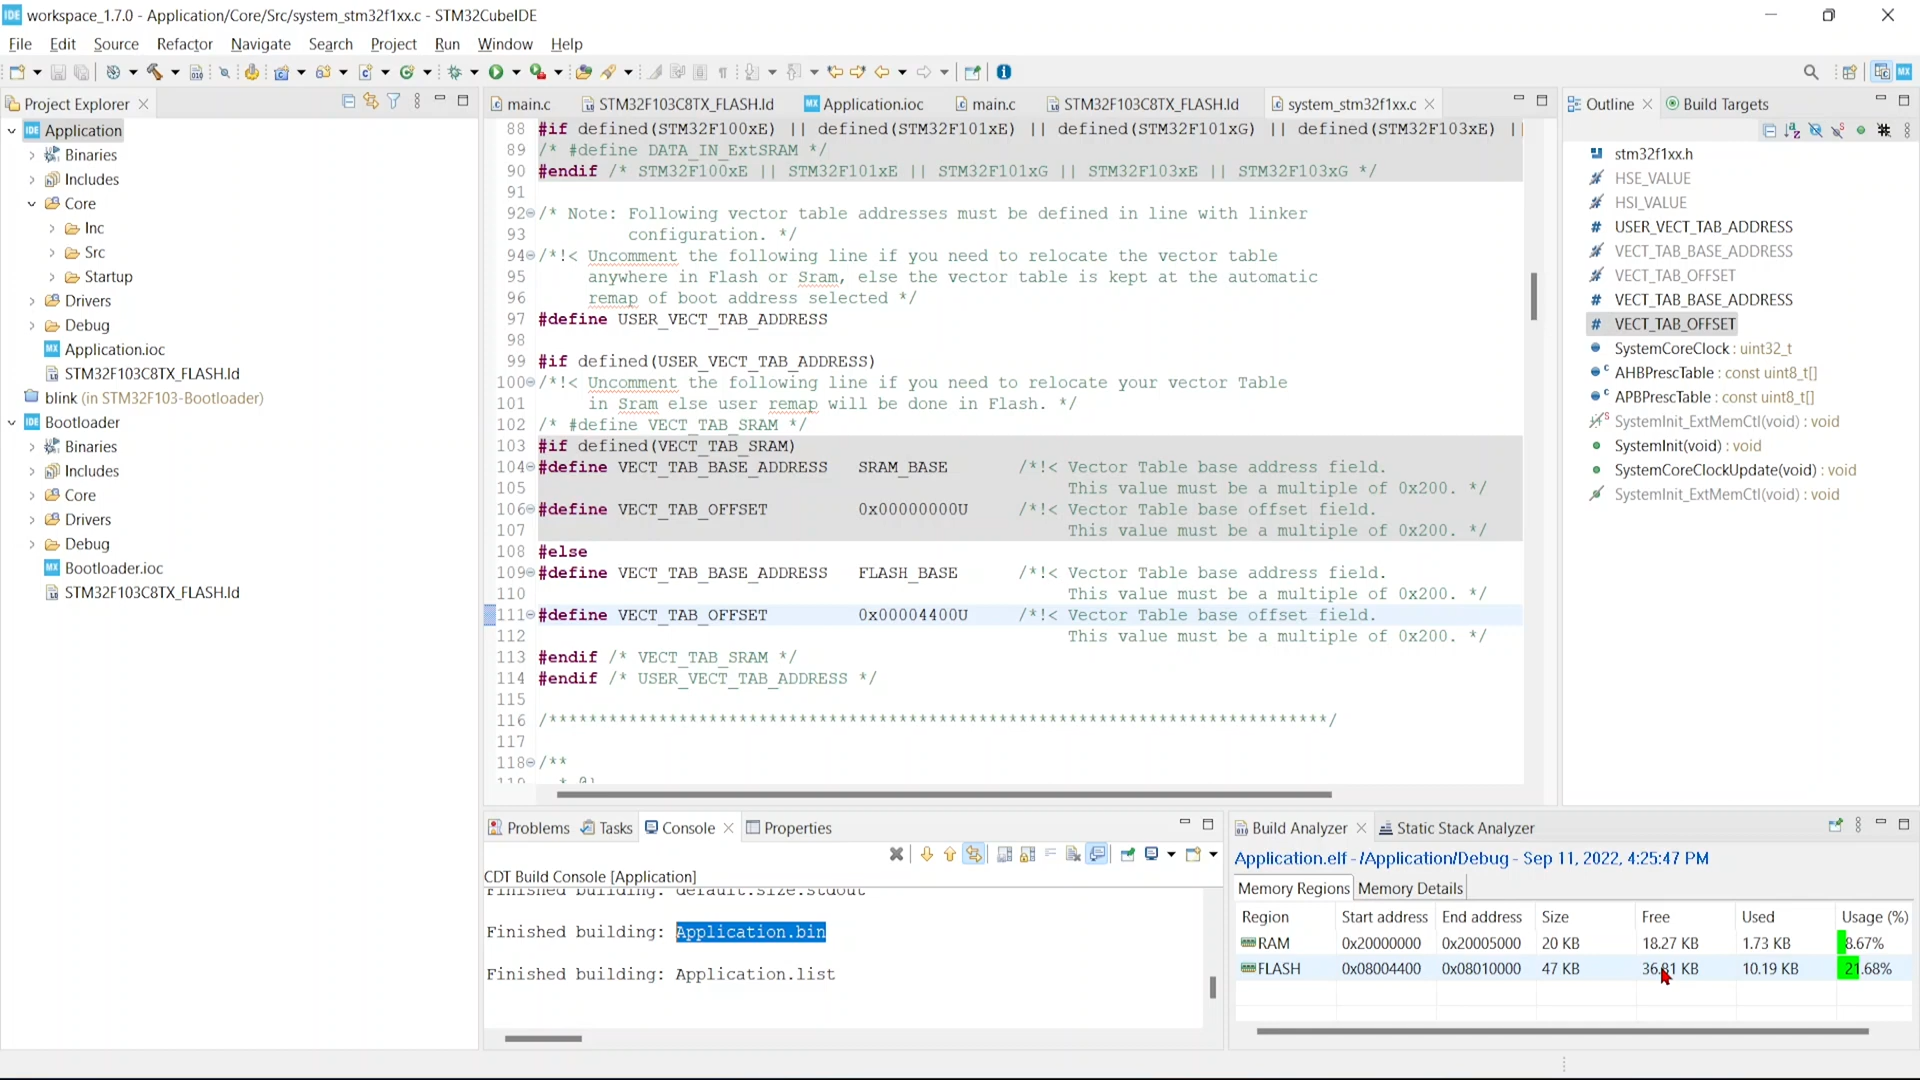 workspace_1.7.0 - Application/Core/Src/system_stm32f1xx.c - STM32CubeIDE
File Edit Source Refactor Navigate Search Project Run Window Help
Project Explorer
Application
Binaries
Includes
Core
Inc
Src
Startup
Drivers
Debug
Application.ioc
STM32F103C8TX_FLASH.ld
blink (in STM32F103-Bootloader)
Bootloader
Binaries
Includes
Core
Drivers
Debug
Bootloader.ioc
STM32F103C8TX_FLASH.ld
main.c STM32F103C8TX_FLASH.ld Application.ioc main.c STM32F103C8TX_FLASH.ld system_stm32f1xx.c
88 #if defined(STM32F100xE) || defined(STM32F101xE) || defined(STM32F101xG) || defined(STM32F103xE) |
89 /* #define DATA_IN_ExtSRAM */
90 #endif /* STM32F100xE || STM32F101xE || STM32F101xG || STM32F103xE || STM32F103xG */
91
92 /* Note: Following vector table addresses must be defined in line with linker
93 configuration. */
94 /*!< Uncomment the following line if you need to relocate the vector table
95 anywhere in Flash or Sram, else the vector table is kept at the automatic
96 remap of boot address selected */
97 #define USER_VECT_TAB_ADDRESS
98
99 #if defined(USER_VECT_TAB_ADDRESS)
100 /*!< Uncomment the following line if you need to relocate your vector Table
101 in Sram else user remap will be done in Flash. */
102 /* #define VECT_TAB_SRAM */
103 #if defined(VECT_TAB_SRAM)
104 #define VECT_TAB_BASE_ADDRESS SRAM_BASE /*!< Vector Table base address field.
105 This value must be a multiple of 0x200. */
106 #define VECT_TAB_OFFSET 0x00000000U /*!< Vector Table base offset field.
107 This value must be a multiple of 0x200. */
108 #else
109 #define VECT_TAB_BASE_ADDRESS FLASH_BASE /*!< Vector Table base address field.
110 This value must be a multiple of 0x200. */
111 #define VECT_TAB_OFFSET 0x00004400U /*!< Vector Table base offset field.
112 This value must be a multiple of 0x200. */
113 #endif /* VECT_TAB_SRAM */
114 #endif /* USER_VECT_TAB_ADDRESS */
115
116 /******************************************************************************/
117
118 /**
Outline Build Targets
stm32f1xx.h
HSE_VALUE
HSI_VALUE
USER_VECT_TAB_ADDRESS
VECT_TAB_BASE_ADDRESS
VECT_TAB_OFFSET
VECT_TAB_BASE_ADDRESS
VECT_TAB_OFFSET
SystemCoreClock : uint32_t
AHBPrescTable : const uint8_t[]
APBPrescTable : const uint8_t[]
SystemInit_ExtMemCtl(void) : void
SystemInit(void) : void
SystemCoreClockUpdate(void) : void
SystemInit_ExtMemCtl(void) : void
Problems Tasks Console Properties
CDT Build Console [Application]
Finished building: default.size.stdout
Finished building: Application.bin
Finished building: Application.list
Build Analyzer Static Stack Analyzer
Application.elf - /Application/Debug - Sep 11, 2022, 4:25:47 PM
Memory Regions Memory Details
Region Start address End address Size Free Used Usage (%)
RAM 0x20000000 0x20005000 20 KB 18.27 KB 1.73 KB 8.67%
FLASH 0x08004400 0x08010000 47 KB 36.81 KB 10.19 KB 21.68%